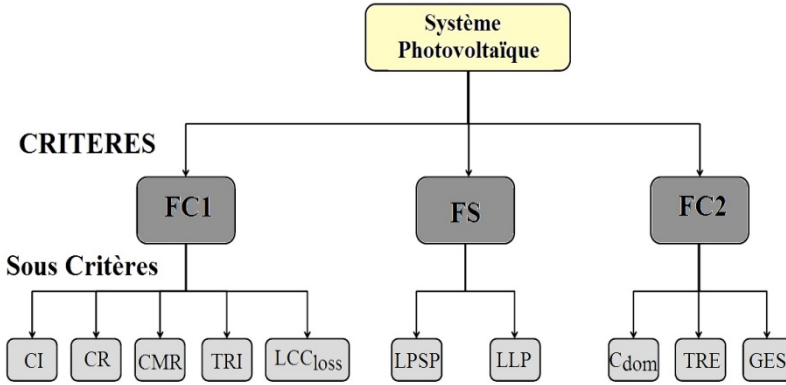 Système
Photovoltaïque
CRITERES
FC1
FS
FC2
Sous Critères
CI
CR
CMR
TRI
LCCloss
LPSP
LLP
Cdom
TRE
GES